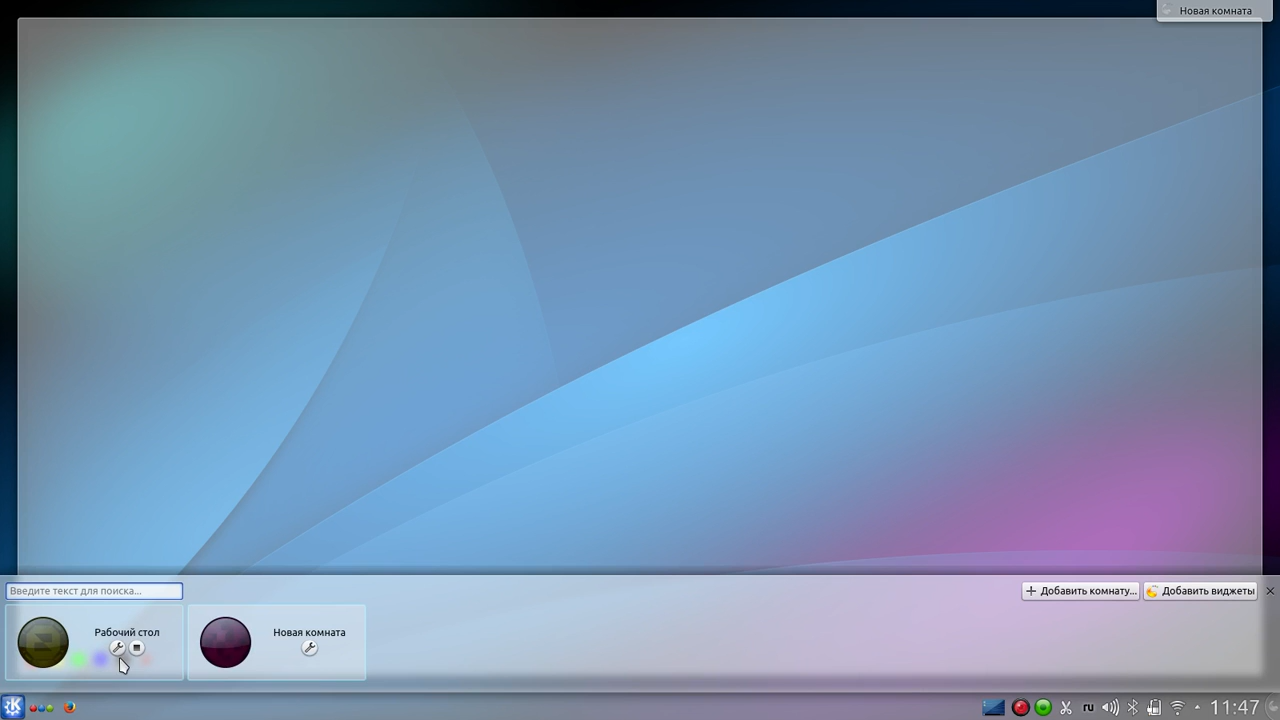 Новая комната
Введите текст для поиска...
Добавить комнату...
Добавить виджеты
Рабочий стол
Новая комната
ru
11:47